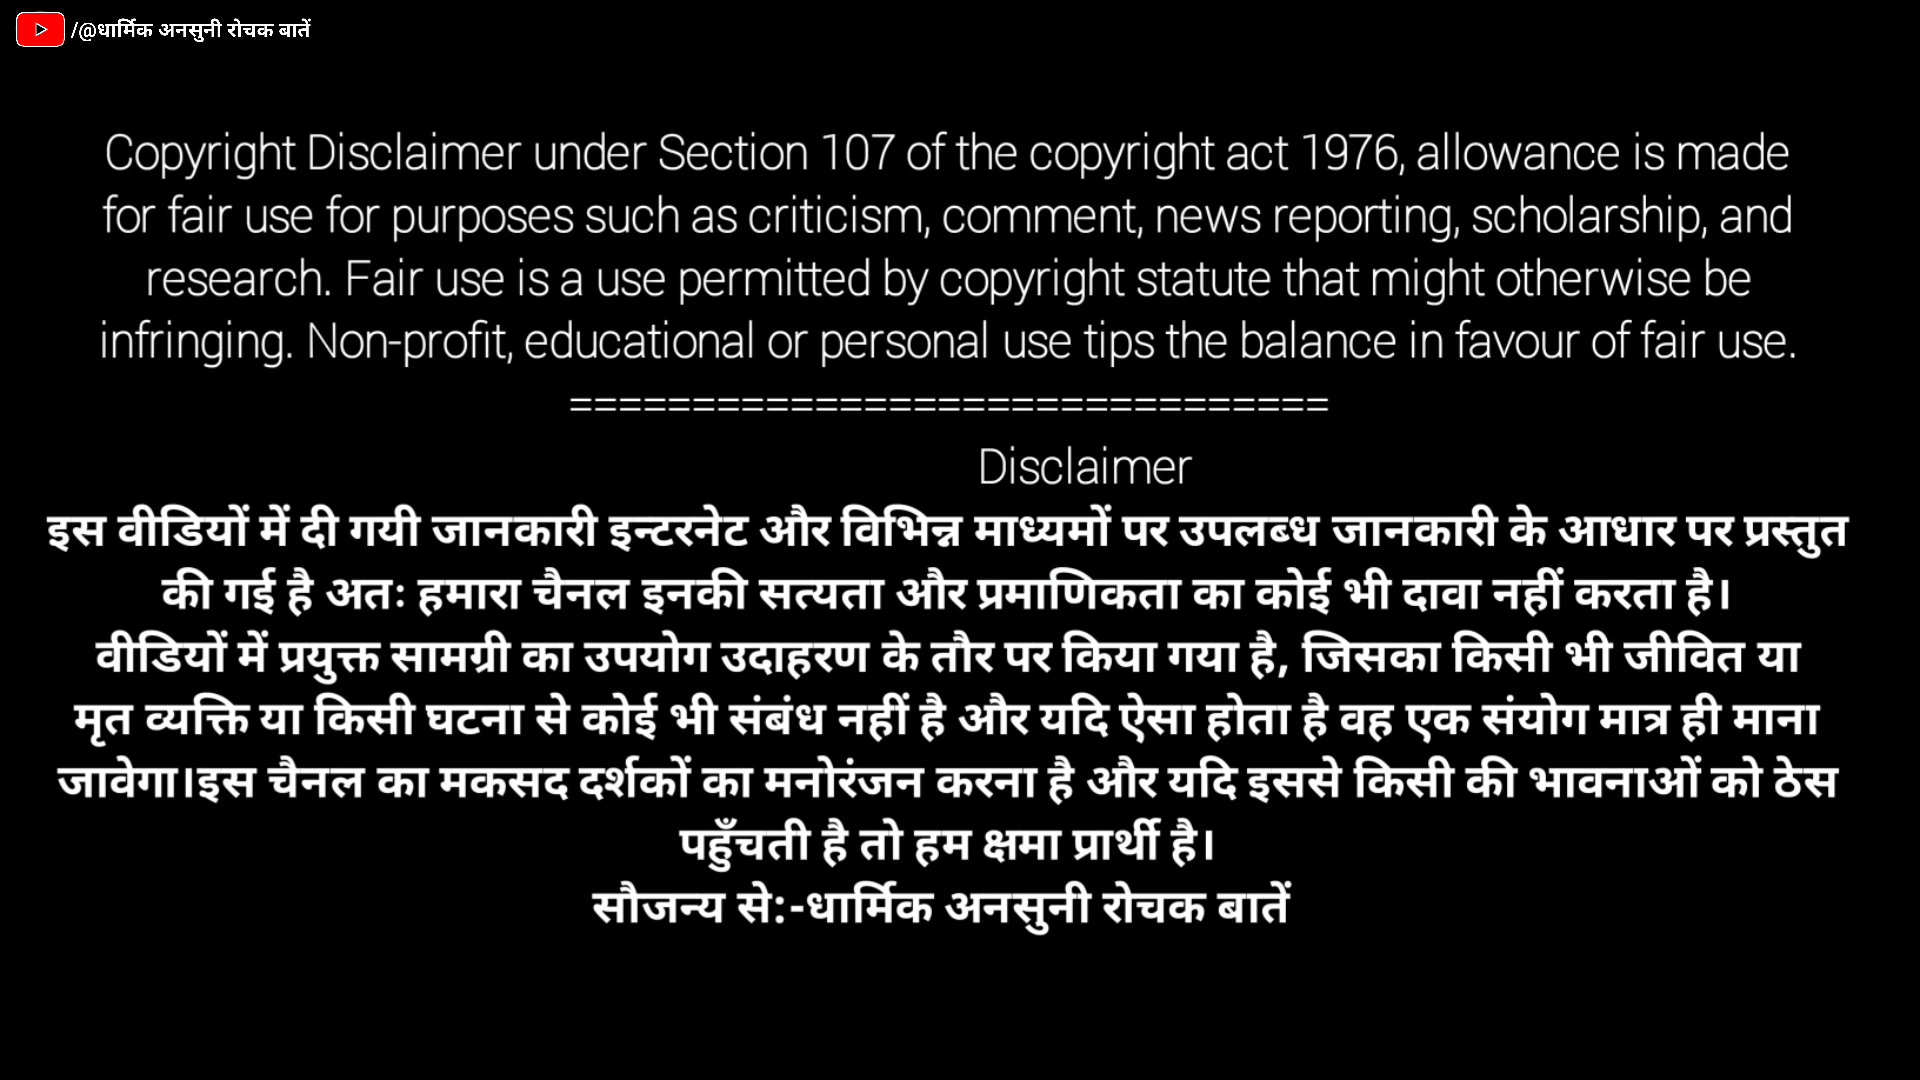 /@धार्मिक अनसुनी रोचक बातें
Copyright Disclaimer under Section 107 of the copyright act 1976, allowance is made
for fair use for purposes such as criticism, comment, news reporting, scholarship, and
research. Fair use is a use permitted by copyright statute that might otherwise be
infringing. Non-profit, educational or personal use tips the balance in favour of fair use.
===============================
Disclaimer
इस वीडियों में दी गयी जानकारी इन्टरनेट और विभिन्न माध्यमों पर उपलब्ध जानकारी के आधार पर प्रस्तुत
की गई है अतः हमारा चैनल इनकी सत्यता और प्रमाणिकता का कोई भी दावा नहीं करता है।
वीडियों में प्रयुक्त सामग्री का उपयोग उदाहरण के तौर पर किया गया है, जिसका किसी भी जीवित या
मृत व्यक्ति या किसी घटना से कोई भी संबंध नहीं है और यदि ऐसा होता है वह एक संयोग मात्र ही माना
जावेगा।इस चैनल का मकसद दर्शकों का मनोरंजन करना है और यदि इससे किसी की भावनाओं को ठेस
पहुँचती है तो हम क्षमा प्रार्थी है।
सौजन्य से:-धार्मिक अनसुनी रोचक बातें